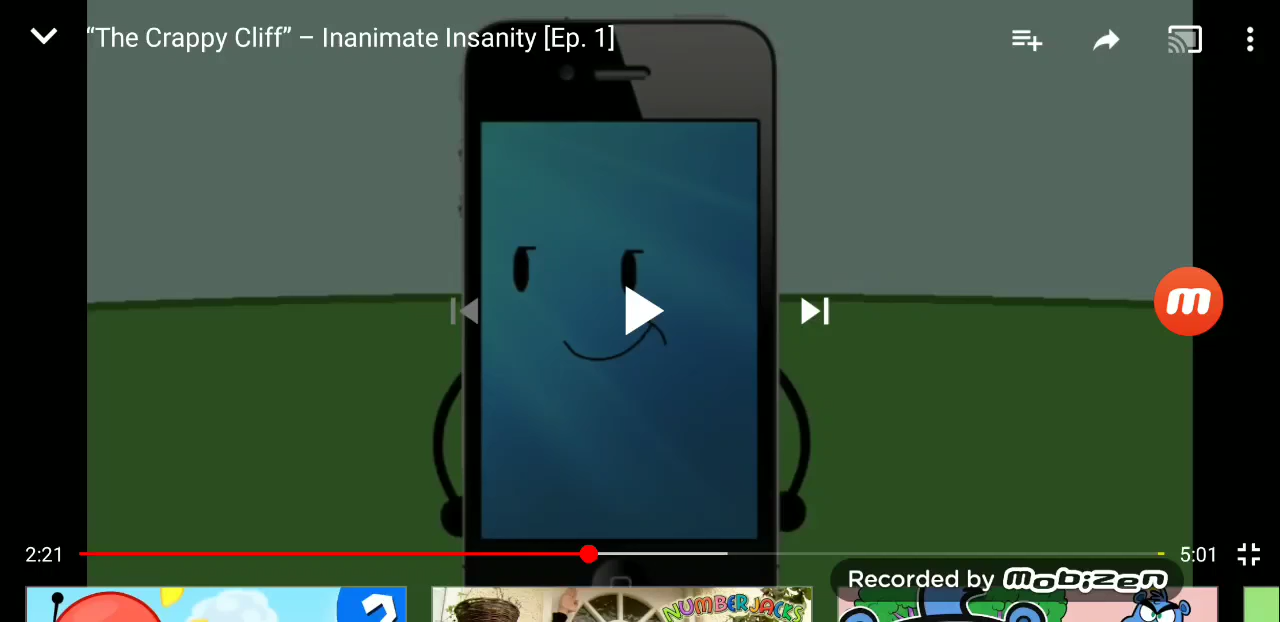 “The Crappy Cliff” – Inanimate Insanity [Ep. 1]
m
2:21
5:01
Recorded by mobizen
?
NUMBERJACKS